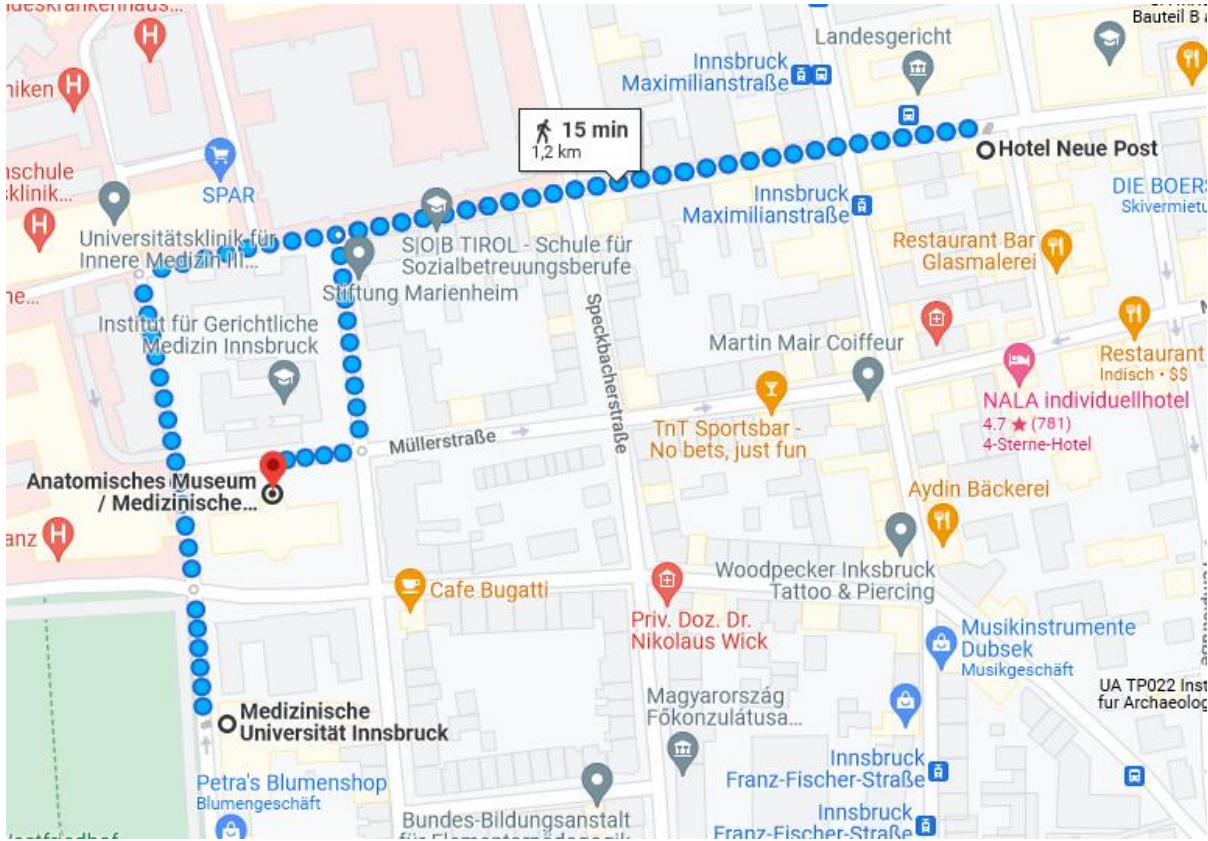 Bauteil B
Landesgericht
Innsbruck
Maximilianstraße
niken
15 min
1,2 km
Hotel Neue Post
SPAR
Innsbruck
Maximilianstraße
DIE BOERS
Skivermietu
Universitätsklinik für
Innere Medizin III...
S|O|B TIROL - Schule für
Sozialbetreuungsberufe
Restaurant Bar
Glasmalerei
Stiftung Marienheim
Institut für Gerichtliche
Medizin Innsbruck
Speckbacherstraße
Martin Mair Coiffeur
Restaurant
Indisch • $$
NALA individuellhotel
4.7 ★ (781)
4-Sterne-Hotel
TnT Sportsbar -
No bets, just fun
Müllerstraße
Anatomisches Museum
/ Medizinische...
Aydin Bäckerei
anz
Cafe Bugatti
Woodpecker Inksbruck
Tattoo & Piercing
Priv. Doz. Dr.
Nikolaus Wick
Musikinstrumente
Dubsek
Musikgeschäft
UA TP022 Inst
fur Archaeolog
Magyarország
Főkonzulátusa...
Medizinische
Universität Innsbruck
Innsbruck
Franz-Fischer-Straße
Petra's Blumenshop
Blumengeschäft
Bundes-Bildungsanstalt
für Elementarpädagogik
Innsbruck
Franz-Fischer-Straße